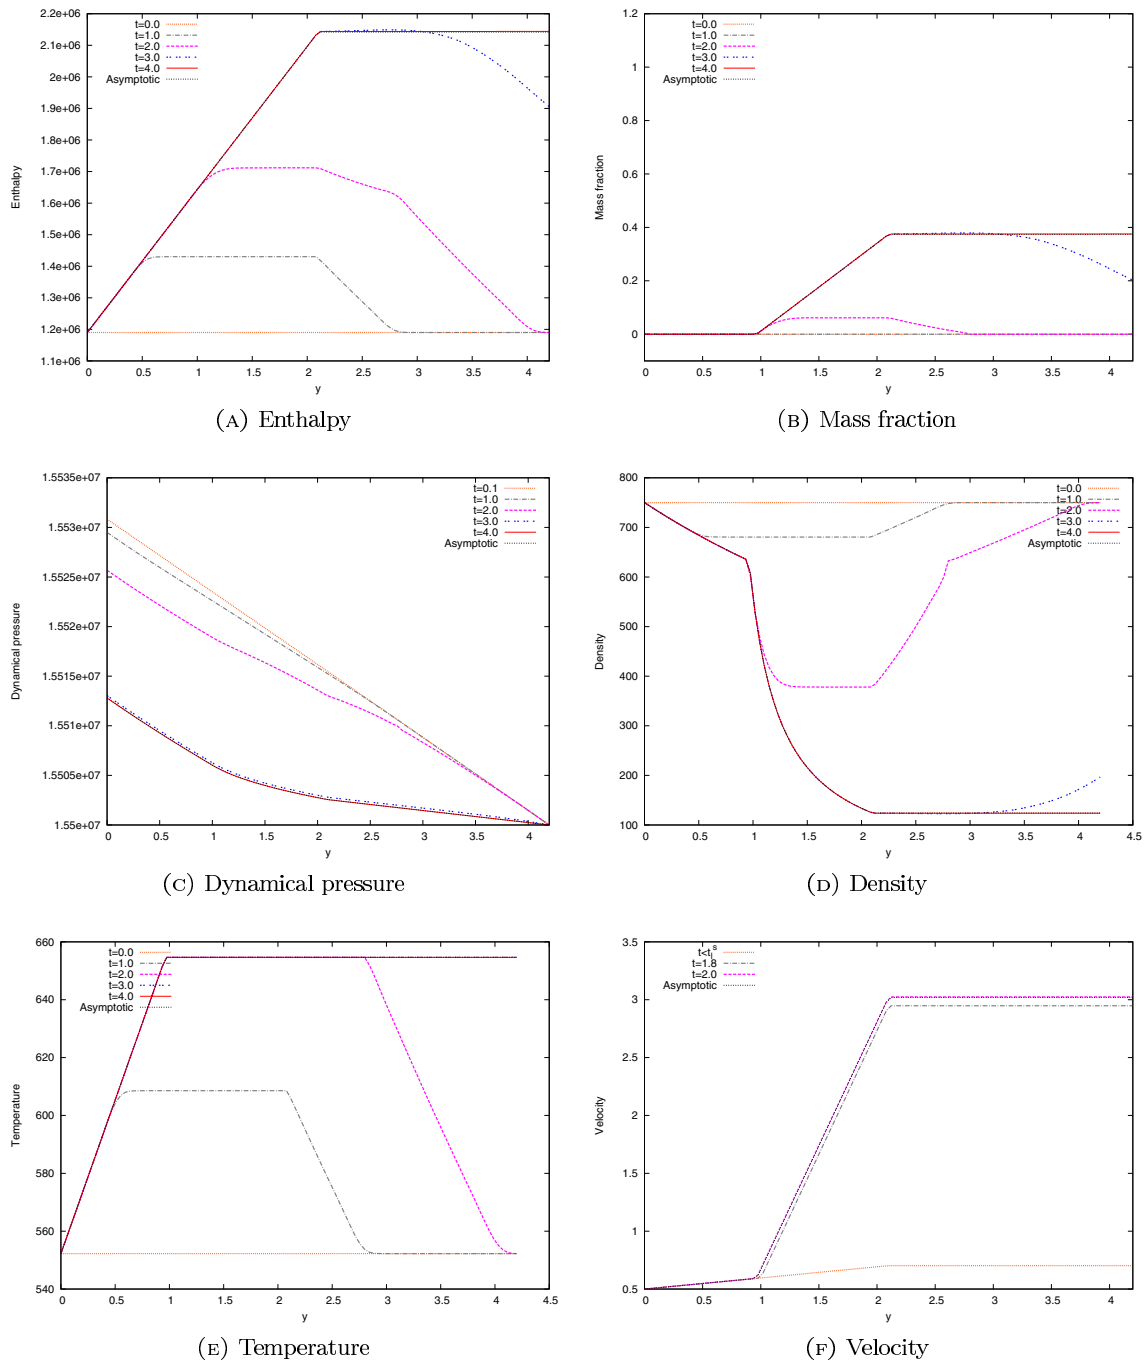 t=0.0
t=1.0
t=2.0
t=3.0
t=4.0
Asymptotic
2.2e+06
2.1e+06
2e+06
1.9e+06
1.8e+06
1.7e+06
1.6e+06
1.5e+06
1.4e+06
1.3e+06
1.2e+06
1.1e+06
Enthalpy
0 0.5 1 1.5 2 2.5 3 3.5 4
y
(A) Enthalpy
t=0.0
t=1.0
t=2.0
t=3.0
t=4.0
Asymptotic
1.2
1
0.8
0.6
0.4
0.2
0
Mass fraction
0 0.5 1 1.5 2 2.5 3 3.5 4
y
(B) Mass fraction
t=0.1
t=1.0
t=2.0
t=3.0
t=4.0
Asymptotic
1.5535e+07
1.553e+07
1.5525e+07
1.552e+07
1.5515e+07
1.551e+07
1.5505e+07
1.55e+07
Dynamical pressure
0 0.5 1 1.5 2 2.5 3 3.5 4
y
(C) Dynamical pressure
t=0.0
t=1.0
t=2.0
t=3.0
t=4.0
Asymptotic
800
700
600
500
400
300
200
100
Density
0 0.5 1 1.5 2 2.5 3 3.5 4 4.5
y
(D) Density
t=0.0
t=1.0
t=2.0
t=3.0
t=4.0
Asymptotic
660
640
620
600
580
560
540
Temperature
0 0.5 1 1.5 2 2.5 3 3.5 4 4.5
y
(E) Temperature
t<t_l^s
t=1.8
t=2.0
Asymptotic
3.5
3
2.5
2
1.5
1
0.5
Velocity
0 0.5 1 1.5 2 2.5 3 3.5 4
y
(F) Velocity